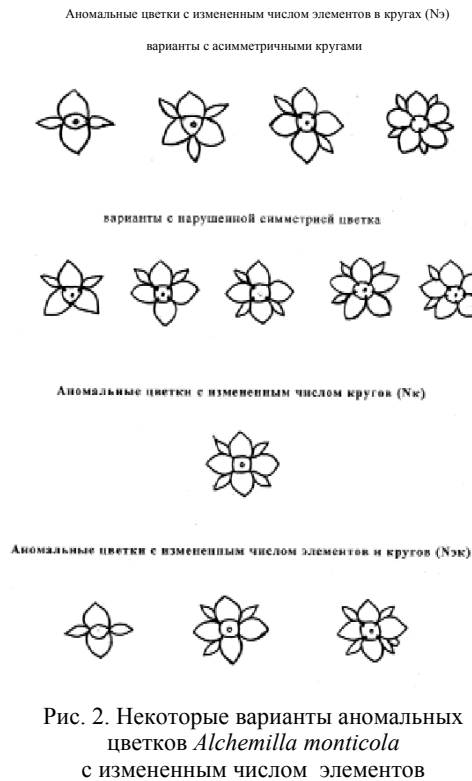 Аномальные цветки с измененным числом элементов в кругах (Nэ)
варианты с асимметричными кругами
варианты с нарушенной симметрией цветка
Аномальные цветки с измененным числом кругов (Nк)
Аномальные цветки с измененным числом элементов и кругов (Nэк)
Рис. 2. Некоторые варианты аномальных
цветков Alchemilla monticola
с измененным числом элементов